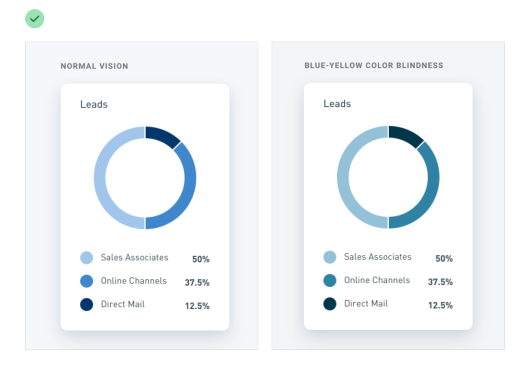 NORMAL VISION
Leads
Sales Associates 50%
Online Channels 37.5%
Direct Mail 12.5%
BLUE-YELLOW COLOR BLINDNESS
Leads
Sales Associates 50%
Online Channels 37.5%
Direct Mail 12.5%